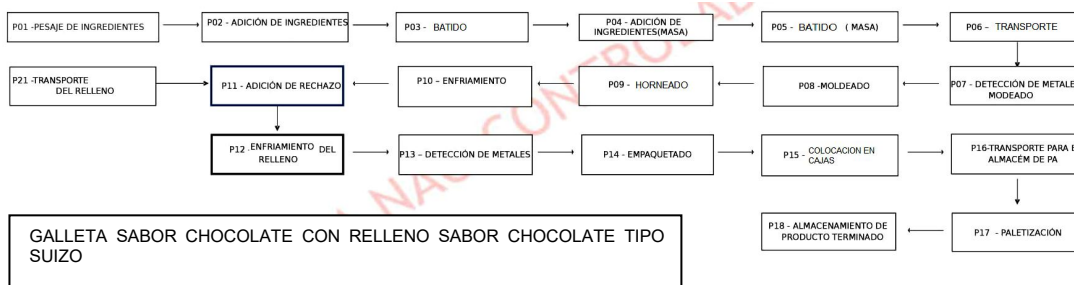 P01 -PESAJE DE INGREDIENTES
P02 - ADICIÓN DE INGREDIENTES
P03 - BATIDO
P04 - ADICIÓN DE
INGREDIENTES(MASA)
P05 - BATIDO ( MASA )
P06 – TRANSPORTE
P21 -TRANSPORTE
DEL RELLENO
P11 - ADICIÓN DE RECHAZO
P10 – ENFRIAMIENTO
P09 - HORNEADO
P08 -MOLDEADO
P07 - DETECCIÓN DE METALE
MODEADO
P12 -ENFRIAMIENTO DEL
RELLENO
P13 – DETECCIÓN DE METALES
P14 - EMPAQUETADO
P15 - COLOCACION EN
CAJAS
P16-TRANSPORTE PARA E
ALMACÉM DE PA
GALLETA SABOR CHOCOLATE CON RELLENO SABOR CHOCOLATE TIPO
SUIZO
P18 - ALMACENAMIENTO DE
PRODUCTO TERMINADO
P17 - PALETIZACIÓN